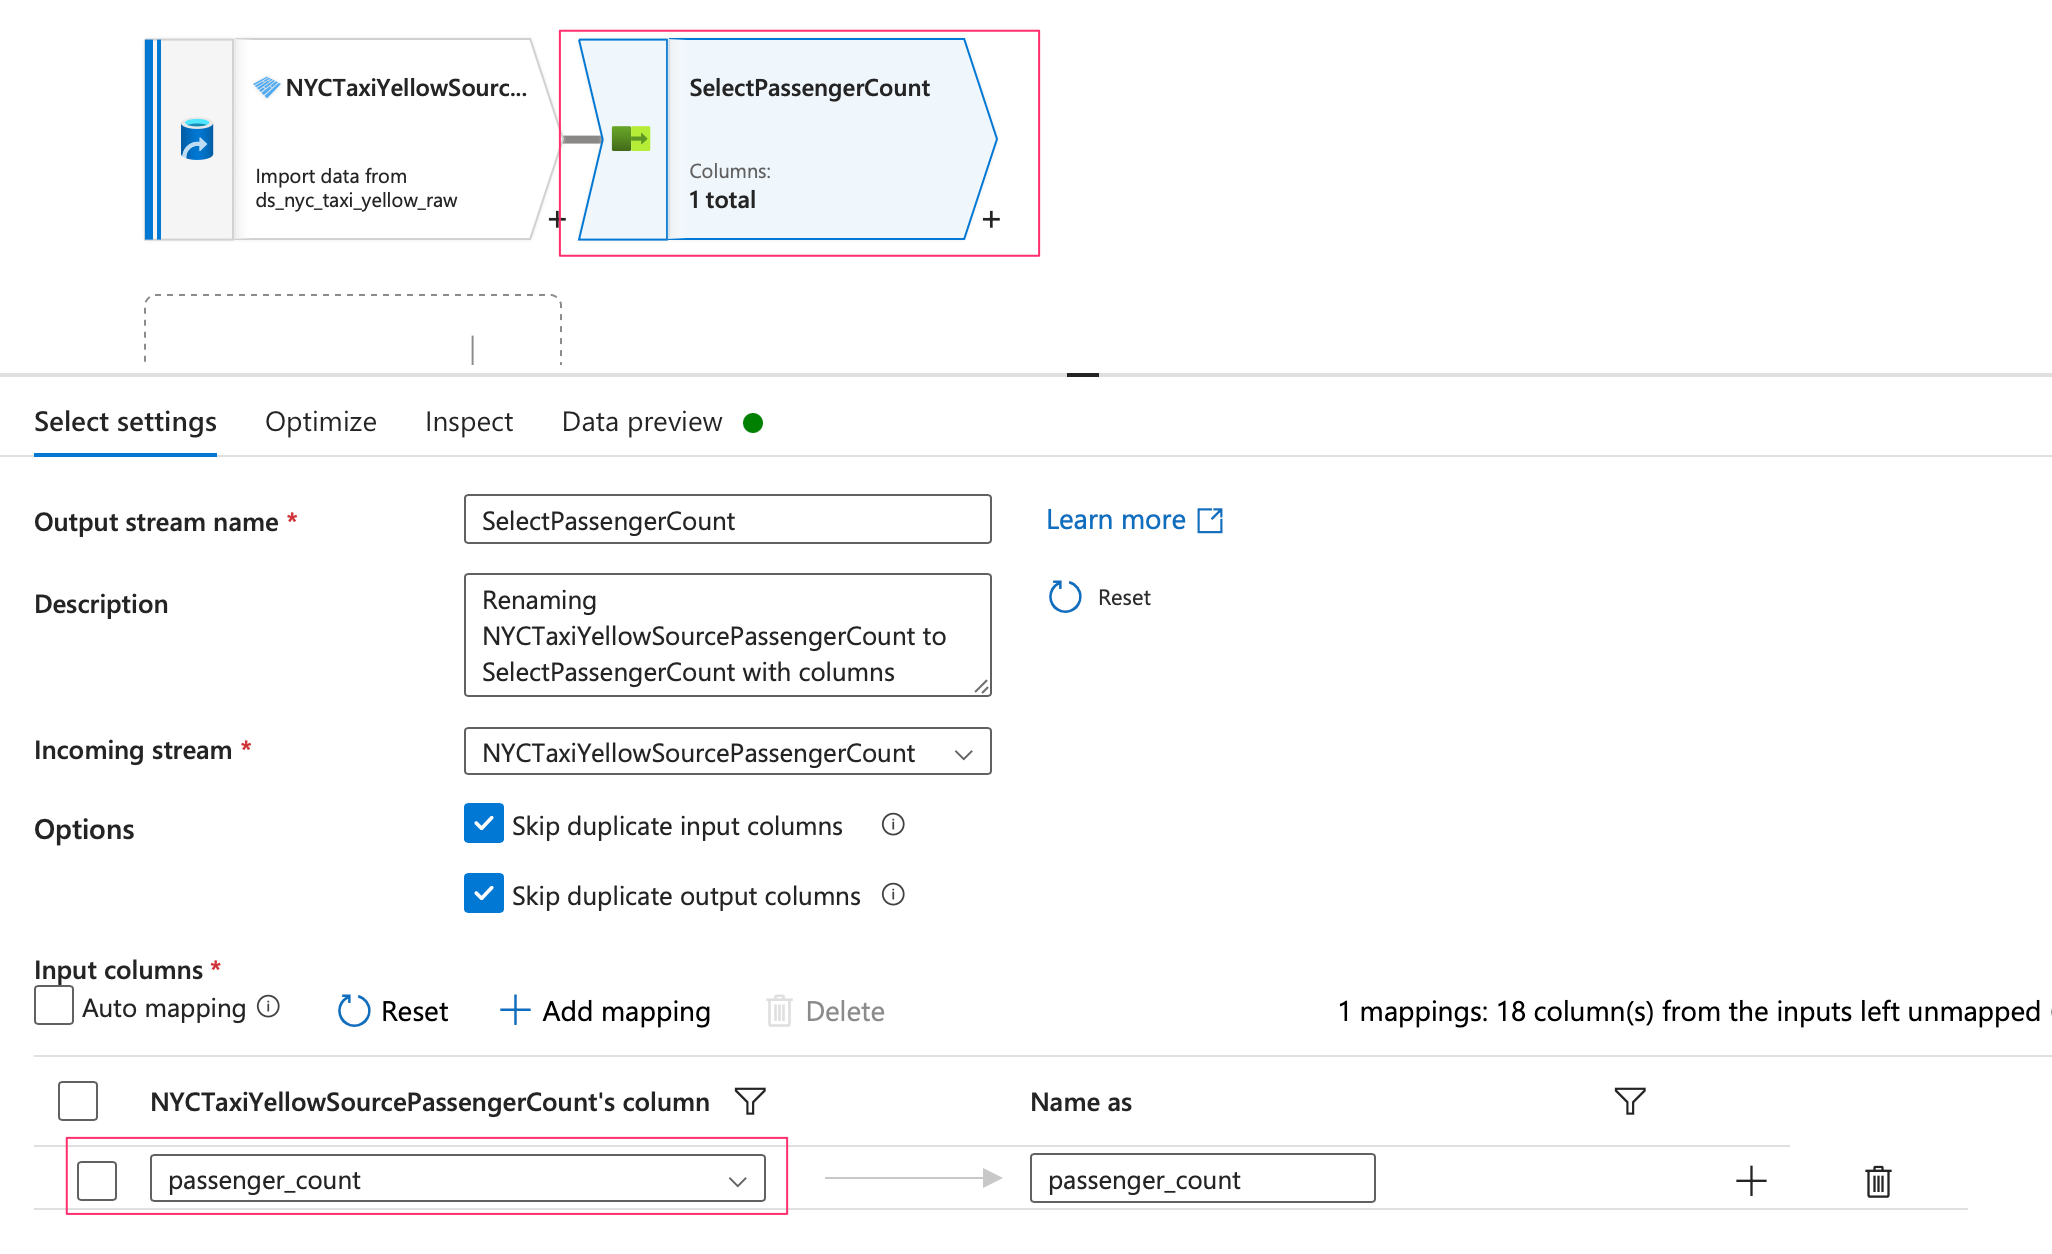 NYCTaxiYellowSourc...
Import data from
ds_nyc_taxi_yellow_raw
+
SelectPassengerCount
Columns:
1 total
+
Select settings
Optimize
Inspect
Data preview
Output stream name *
SelectPassengerCount
Learn more
Description
Renaming
NYCTaxiYellowSourcePassengerCount to
SelectPassengerCount with columns
Reset
Incoming stream *
NYCTaxiYellowSourcePassengerCount
Options
Skip duplicate input columns
Skip duplicate output columns
Input columns *
Auto mapping
Reset
Add mapping
Delete
1 mappings: 18 column(s) from the inputs left unmapped
NYCTaxiYellowSourcePassengerCount's column
Name as
passenger_count
passenger_count